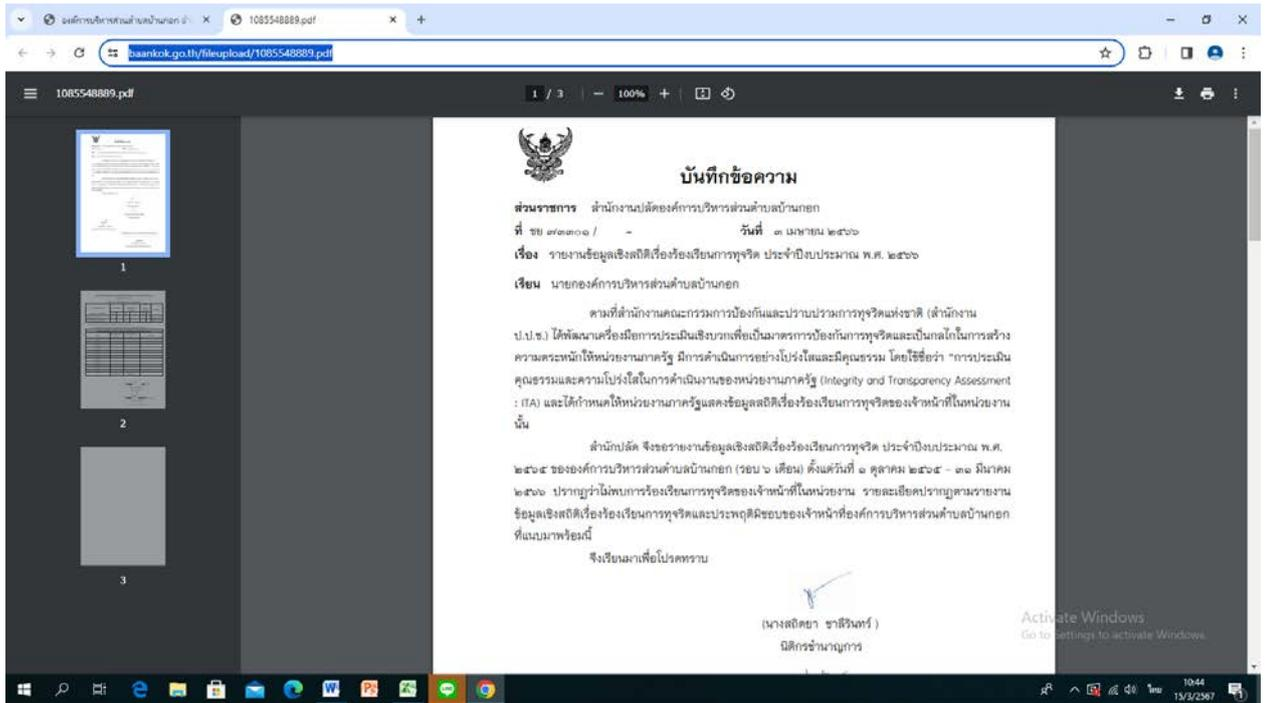 องค์การบริหารส่วนตำบลบ้านกอก อำ
1085548889.pdf
baankok.go.th/fileupload/1085548889.pdf
1085548889.pdf
1 / 3
100%
1
2
3
บันทึกข้อความ
ส่วนราชการ สำนักงานปลัดองค์การบริหารส่วนตำบลบ้านกอก
ที่ ชย ๗๓๓๐๑ / - วันที่ ๓ เมษายน ๒๕๖๖
เรื่อง รายงานข้อมูลเชิงสถิติเรื่องร้องเรียนการทุจริต ประจำปีงบประมาณ พ.ศ. ๒๕๖๖
เรียน นายกองค์การบริหารส่วนตำบลบ้านกอก
ตามที่สำนักงานคณะกรรมการป้องกันและปราบปรามการทุจริตแห่งชาติ (สำนักงาน
ป.ป.ช.) ได้พัฒนาเครื่องมือการประเมินเชิงบวกเพื่อเป็นมาตรการป้องกันการทุจริตและเป็นกลไกในการสร้าง
ความตระหนักให้หน่วยงานภาครัฐ มีการดำเนินการอย่างโปร่งใสและมีคุณธรรม โดยใช้ชื่อว่า "การประเมิน
คุณธรรมและความโปร่งใสในการดำเนินงานของหน่วยงานภาครัฐ (Integrity and Transparency Assessment
: ITA) และได้กำหนดให้หน่วยงานภาครัฐแสดงข้อมูลสถิติเรื่องร้องเรียนการทุจริตของเจ้าหน้าที่ในหน่วยงาน
นั้น
สำนักปลัด จึงขอรายงานข้อมูลเชิงสถิติเรื่องร้องเรียนการทุจริต ประจำปีงบประมาณ พ.ศ.
๒๕๖๕ ขององค์การบริหารส่วนตำบลบ้านกอก (รอบ ๖ เดือน) ตั้งแต่วันที่ ๑ ตุลาคม ๒๕๖๕ – ๓๑ มีนาคม
๒๕๖๖ ปรากฏว่าไม่พบการร้องเรียนการทุจริตของเจ้าหน้าที่ในหน่วยงาน รายละเอียดปรากฏตามรายงาน
ข้อมูลเชิงสถิติเรื่องร้องเรียนการทุจริตและประพฤติมิชอบของเจ้าหน้าที่องค์การบริหารส่วนตำบลบ้านกอก
ที่แนบมาพร้อมนี้
จึงเรียนมาเพื่อโปรดทราบ
(นางสถิตยา ชาลีรินทร์ )
นิติกรชำนาญการ
Activate Windows
Go to Settings to activate Windows.
ไทย
10:44
15/3/2567